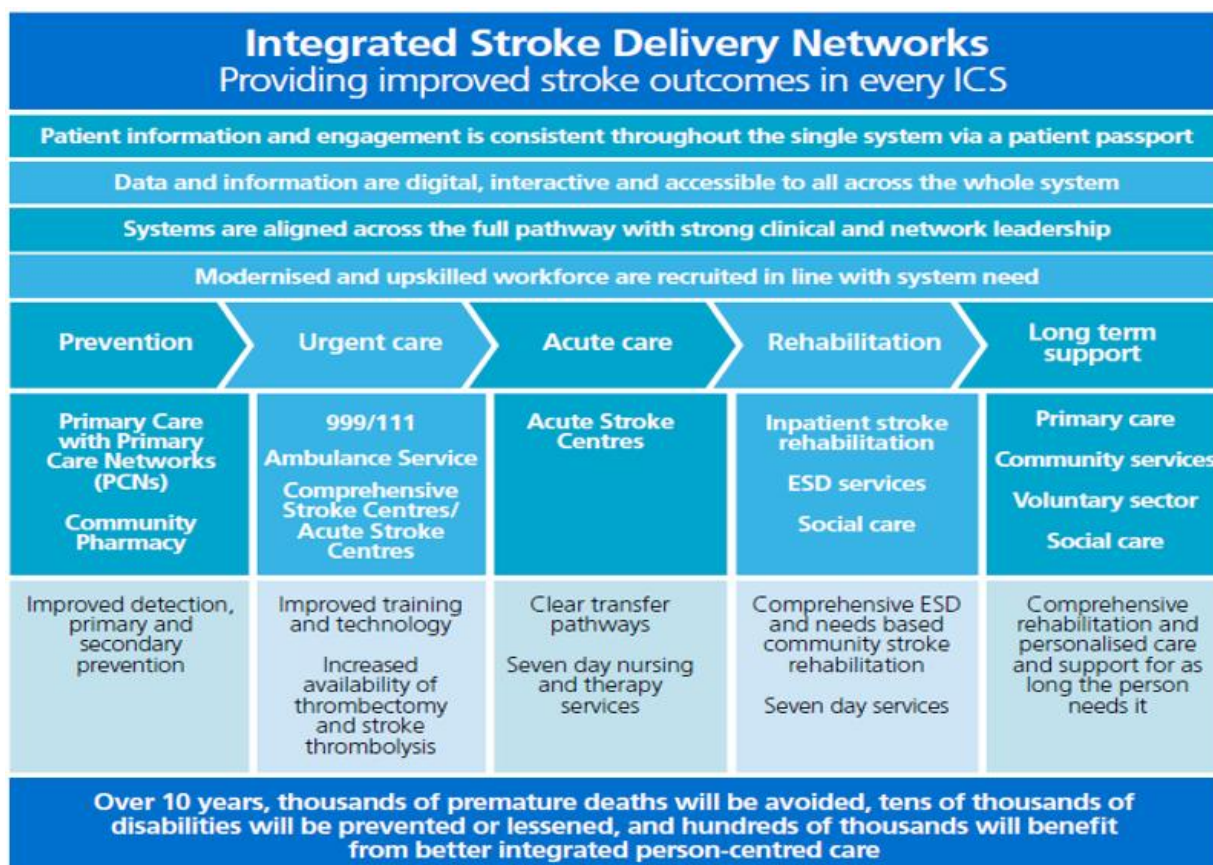 Integrated Stroke Delivery Networks
Providing improved stroke outcomes in every ICS
Patient information and engagement is consistent throughout the single system via a patient passport
Data and information are digital, interactive and accessible to all across the whole system
Systems are aligned across the full pathway with strong clinical and network leadership
Modernised and upskilled workforce are recruited in line with system need
Prevention
Urgent care
Acute care
Rehabilitation
Long term
support
Primary Care
with Primary
Care Networks
(PCNs)
Community
Pharmacy
999/111
Ambulance Service
Comprehensive
Stroke Centres/
Acute Stroke
Centres
Acute Stroke
Centres
Inpatient stroke
rehabilitation
ESD services
Social care
Primary care
Community services
Voluntary sector
Social care
Improved detection,
primary and
secondary
prevention
Improved training
and technology
Increased
availability of
thrombectomy
and stroke
thrombolysis
Clear transfer
pathways
Seven day nursing
and therapy
services
Comprehensive ESD
and needs based
community stroke
rehabilitation
Seven day services
Comprehensive
rehabilitation and
personalised care
and support for as
long the person
needs it
Over 10 years, thousands of premature deaths will be avoided, tens of thousands of
disabilities will be prevented or lessened, and hundreds of thousands will benefit
from better integrated person-centred care